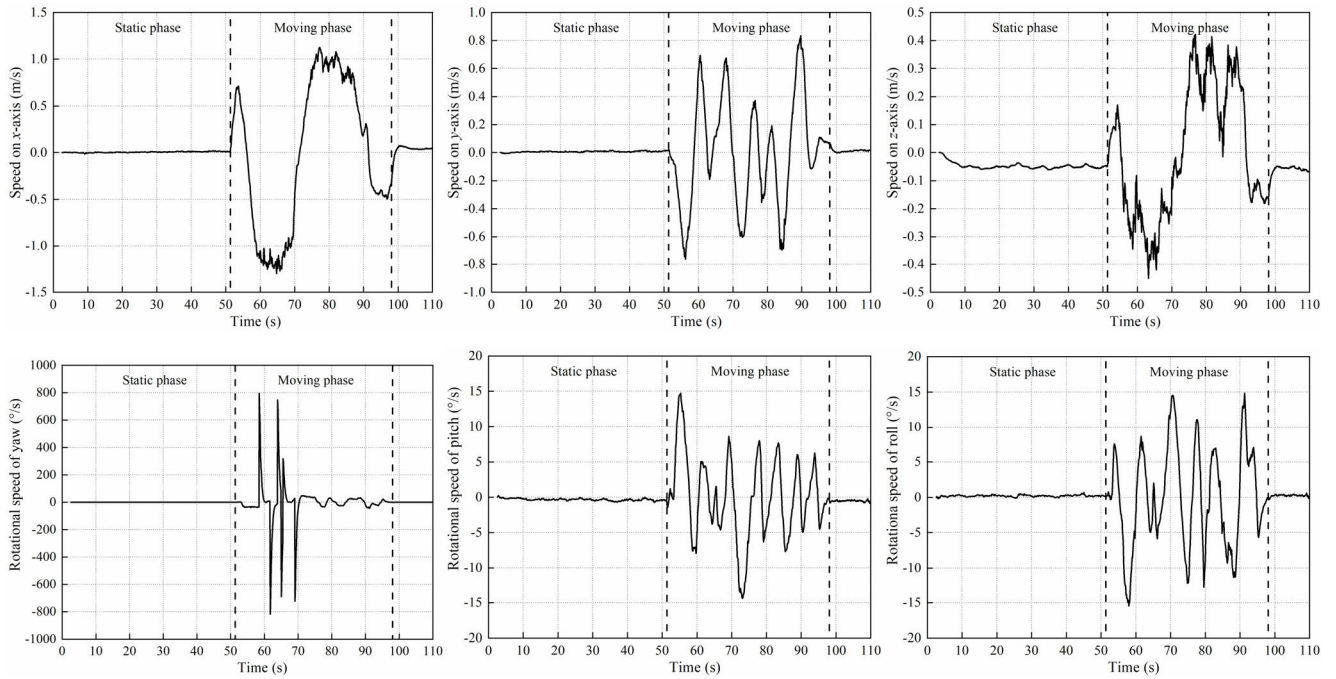 Static phase Moving phase
Speed on x-axis (m/s)
1.5
1.0
0.5
0.0
-0.5
-1.0
-1.5
0 10 20 30 40 50 60 70 80 90 100 110
Time (s)
Static phase Moving phase
Speed on y-axis (m/s)
1.0
0.8
0.6
0.4
0.2
0.0
-0.2
-0.4
-0.6
-0.8
-1.0
0 10 20 30 40 50 60 70 80 90 100 110
Time (s)
Static phase Moving phase
Speed on z-axis (m/s)
0.5
0.4
0.3
0.2
0.1
0.0
-0.1
-0.2
-0.3
-0.4
-0.5
0 10 20 30 40 50 60 70 80 90 100 110
Time (s)
Static phase Moving phase
Rotational speed of yaw (°/s)
1000
800
600
400
200
0
-200
-400
-600
-800
-1000
0 10 20 30 40 50 60 70 80 90 100 110
Time (s)
Static phase Moving phase
Rotational speed of pitch (°/s)
20
15
10
5
0
-5
-10
-15
-20
0 10 20 30 40 50 60 70 80 90 100 110
Time (s)
Static phase Moving phase
Rotational speed of roll (°/s)
20
15
10
5
0
-5
-10
-15
-20
0 10 20 30 40 50 60 70 80 90 100 110
Time (s)